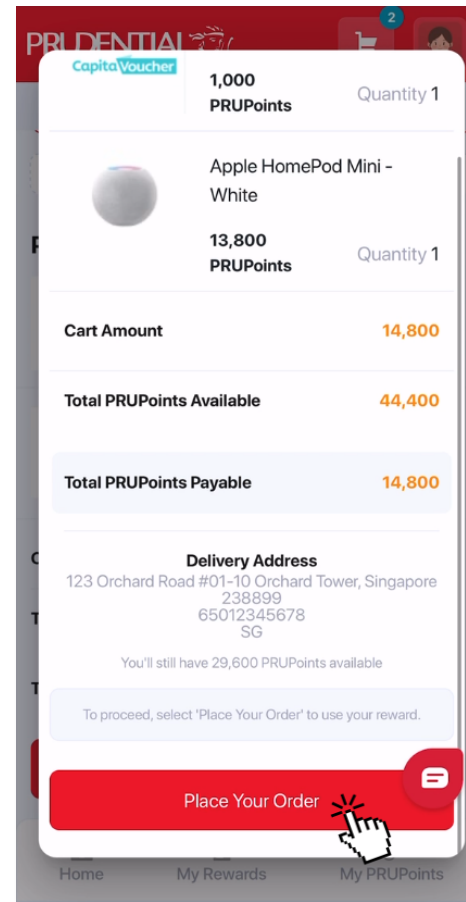 PRUDENTIAL
2
CapitaVoucher
1,000
PRUPoints
Quantity 1
Apple HomePod Mini -
White
13,800
PRUPoints
Quantity 1
Cart Amount
14,800
Total PRUPoints Available
44,400
Total PRUPoints Payable
14,800
Delivery Address
123 Orchard Road #01-10 Orchard Tower, Singapore
238899
65012345678
SG
You'll still have 29,600 PRUPoints available
To proceed, select 'Place Your Order' to use your reward.
Place Your Order
Home
My Rewards
My PRUPoints